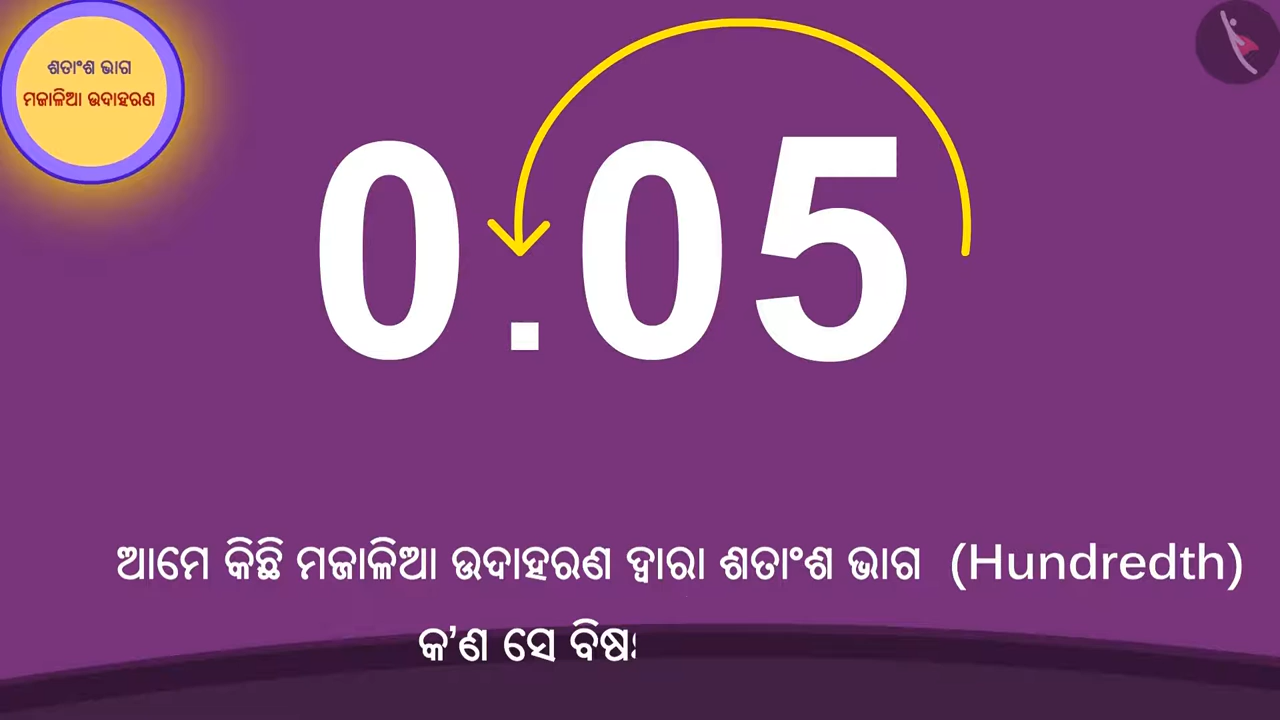 ଶତାଂଶ ଭାଗ
ମଜାଳିଆ ଉଦାହରଣ
0.05
ଆମେ କିଛି ମଜାଳିଆ ଉଦାହରଣ ଦ୍ୱାରା ଶତାଂଶ ଭାଗ (Hundredth)
କ’ଣ ସେ